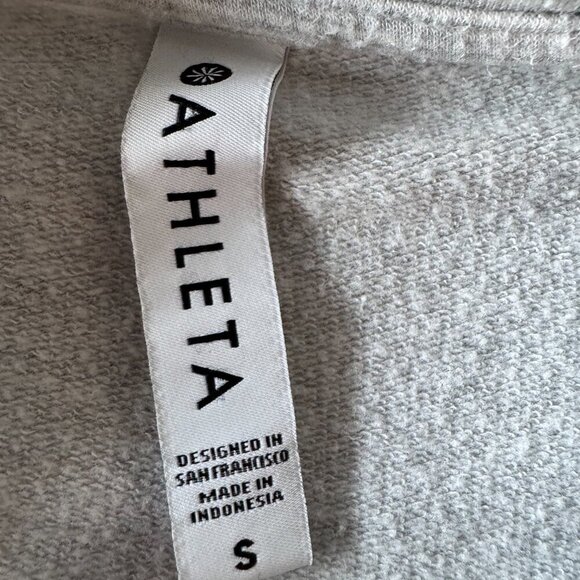 ATHLETA
DESIGNED IN
SAN FRANCISCO
MADE IN
INDONESIA
S